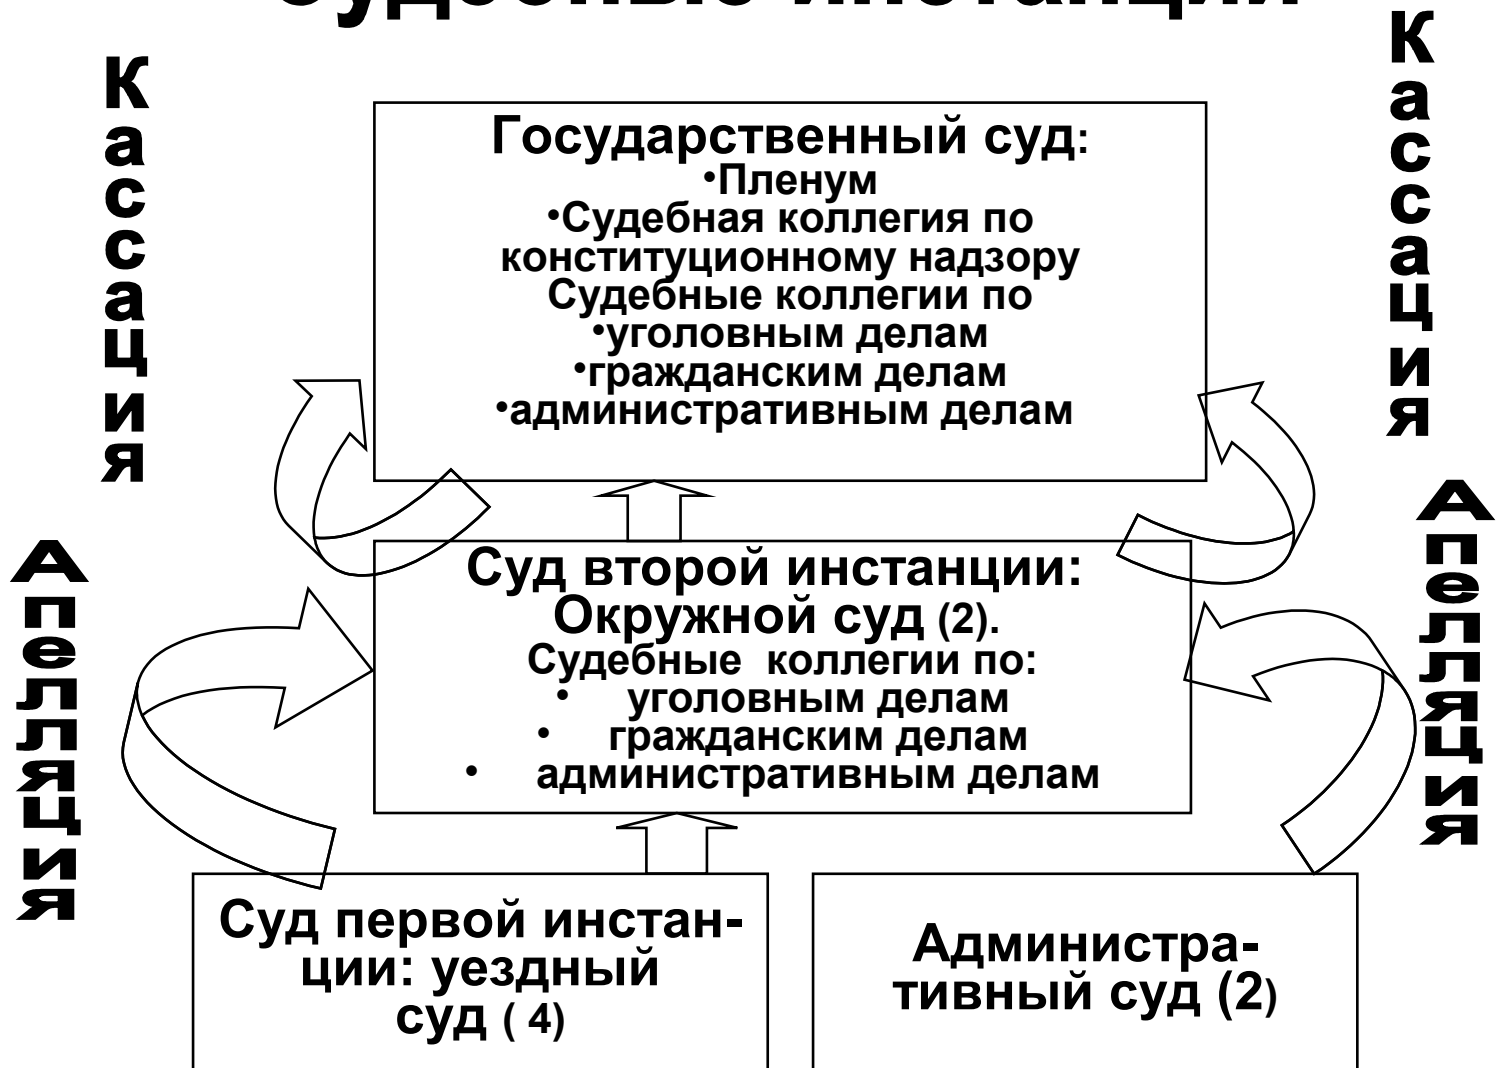 Судебные инстанции
Кассация
Кассация
Государственный суд:
•Пленум
•Судебная коллегия по
конституционному надзору
Судебные коллегии по
•уголовным делам
•гражданским делам
•административным делам
Апелляция
Апелляция
Суд второй инстанции:
Окружной суд (2).
Судебные коллегии по:
• уголовным делам
• гражданским делам
• административным делам
Суд первой инстан-
ции: уездный
суд ( 4)
Администра-
тивный суд (2)